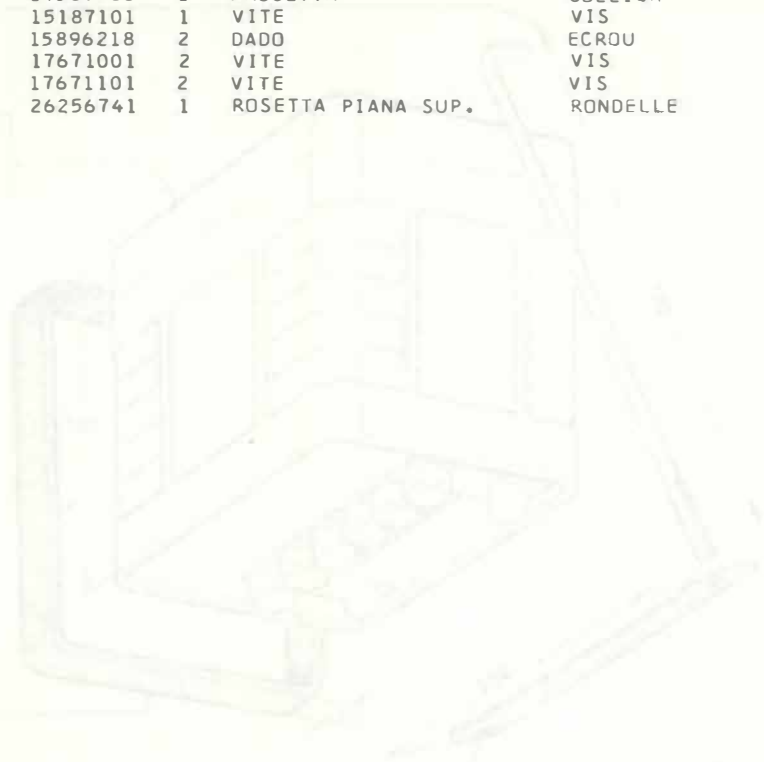 15187101 1 VITE VIS
15896218 2 DADO ECROU
17671001 2 VITE VIS
17671101 2 VITE VIS
26256741 1 ROSETTA PIANA SUP. RONDELLE